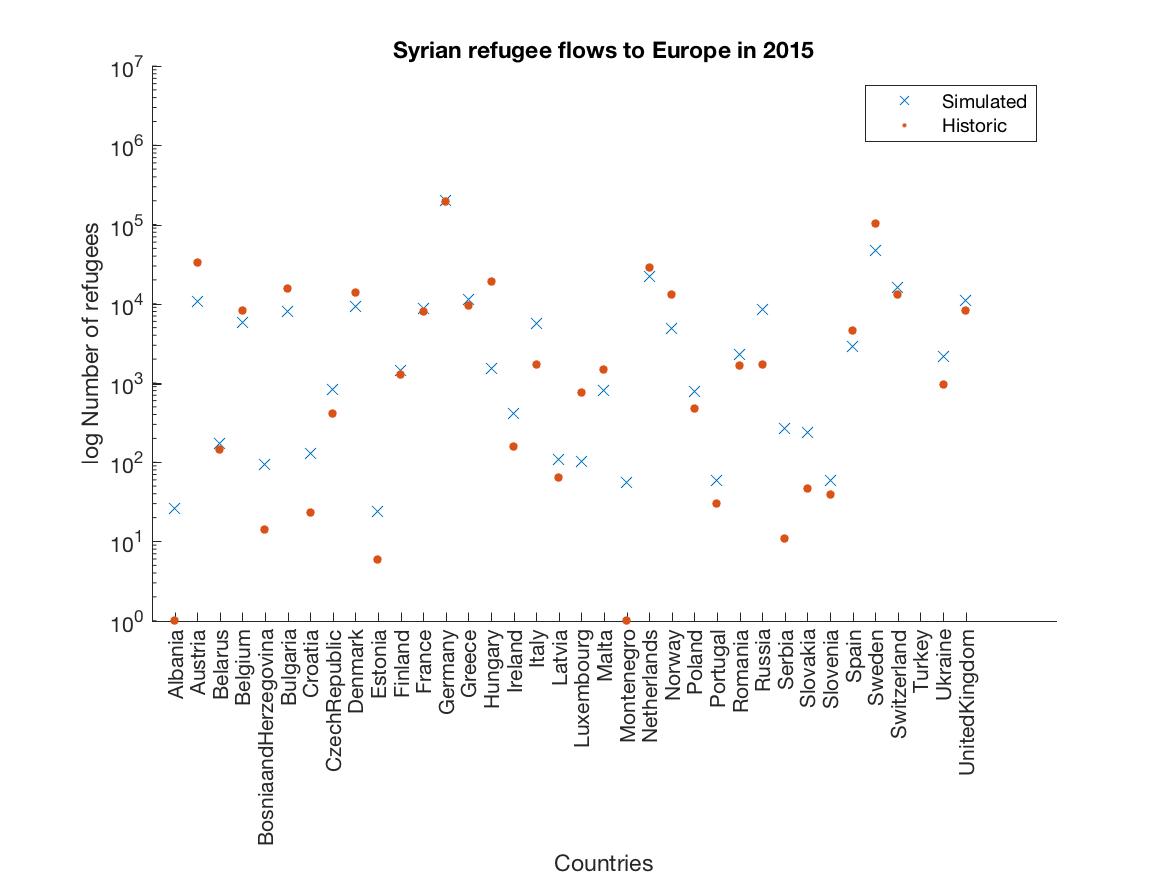 Syrian refugee flows to Europe in 2015
Simulated
Historic
log Number of refugees
10^7
10^6
10^5
10^4
10^3
10^2
10^1
10^0
Albania
Austria
Belarus
Belgium
BosniaandHerzegovina
Bulgaria
Croatia
CzechRepublic
Denmark
Estonia
Finland
France
Germany
Greece
Hungary
Ireland
Italy
Latvia
Luxembourg
Malta
Montenegro
Netherlands
Norway
Poland
Portugal
Romania
Russia
Serbia
Slovakia
Slovenia
Spain
Sweden
Switzerland
Turkey
Ukraine
UnitedKingdom
Countries